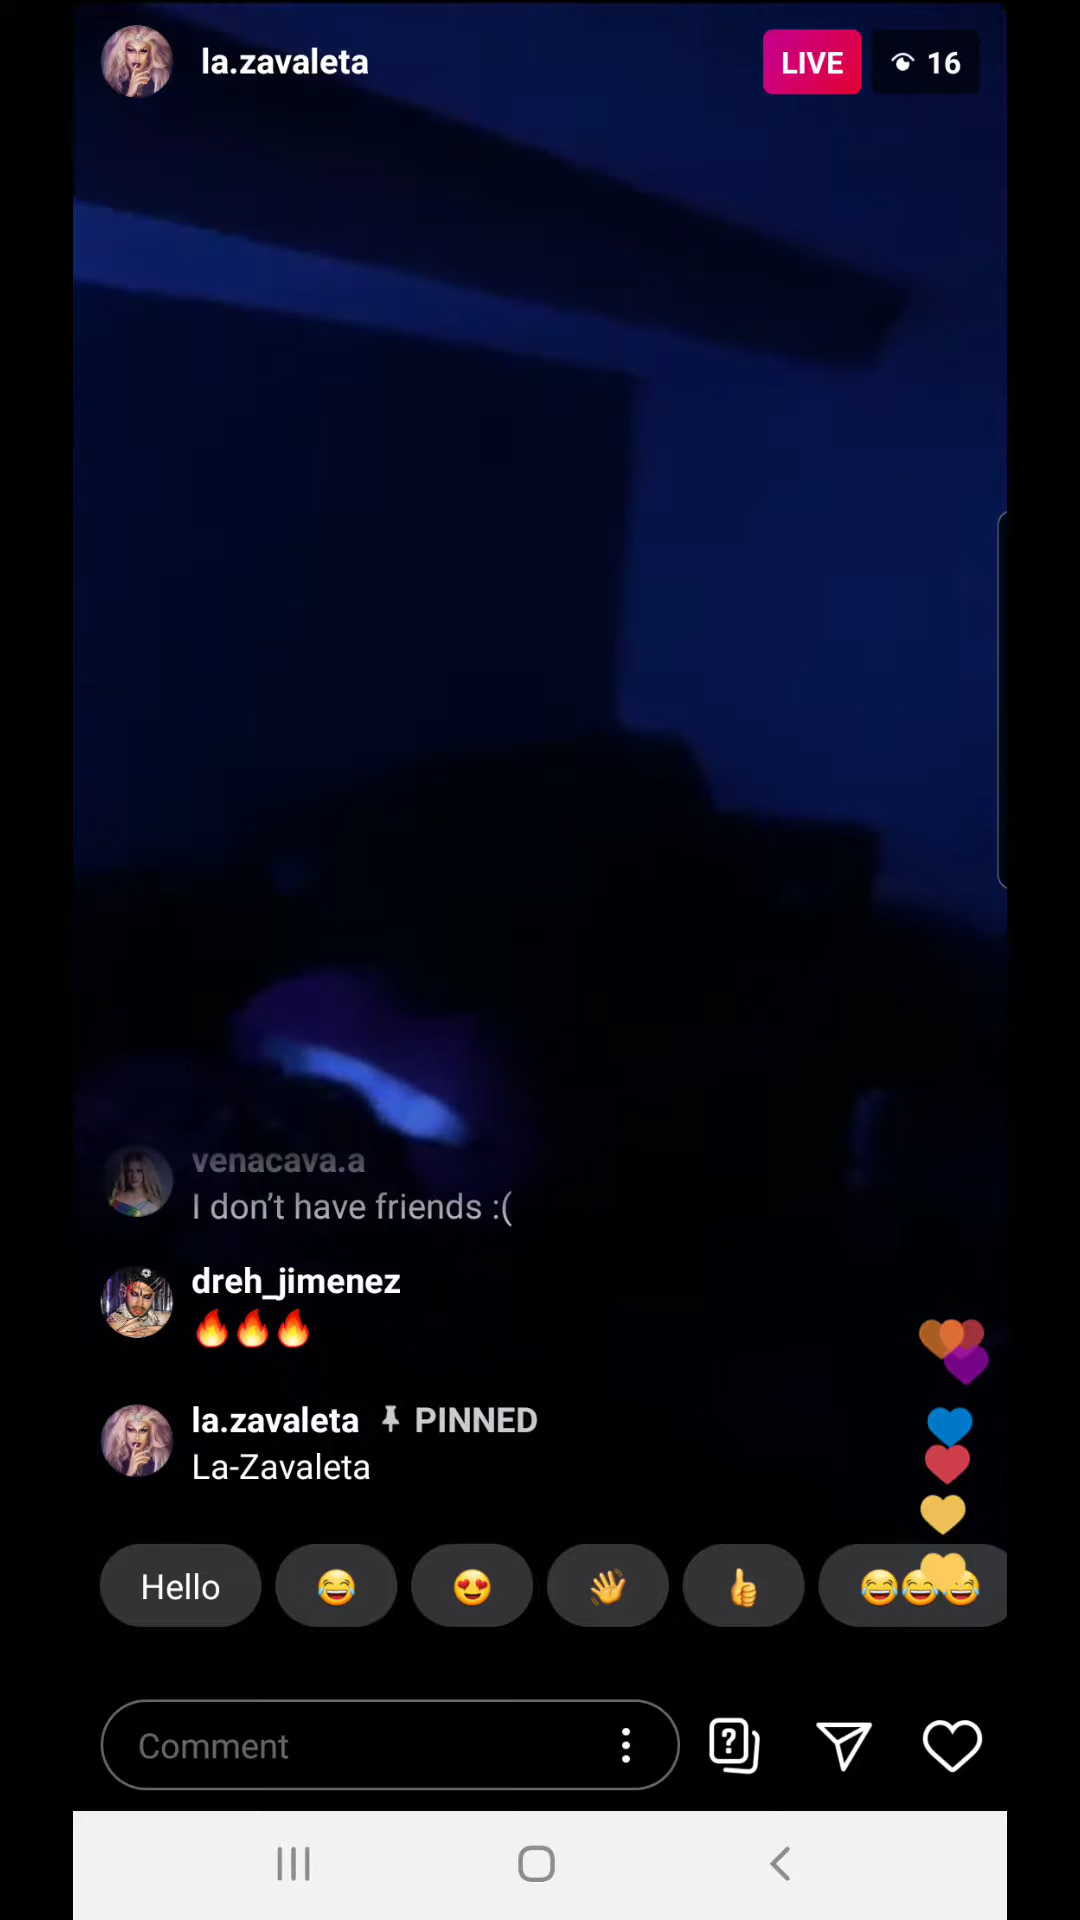 la.zavaleta
LIVE
16
venacava.a
I don't have friends :(
dreh_jimenez
🔥🔥🔥
la.zavaleta PINNED
La-Zavaleta
Hello 😂 😍 👋 👍 😂😂😂
Comment